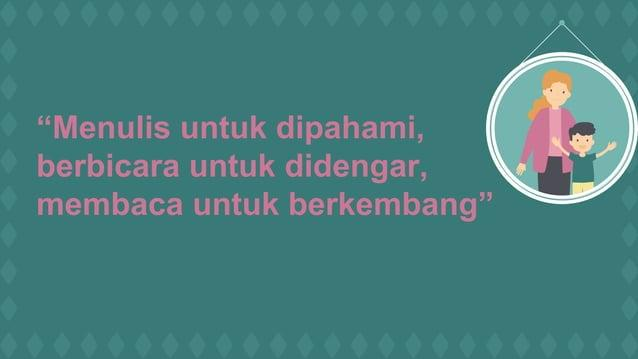 “Menulis untuk dipahami,
berbicara untuk didengar,
membaca untuk berkembang”